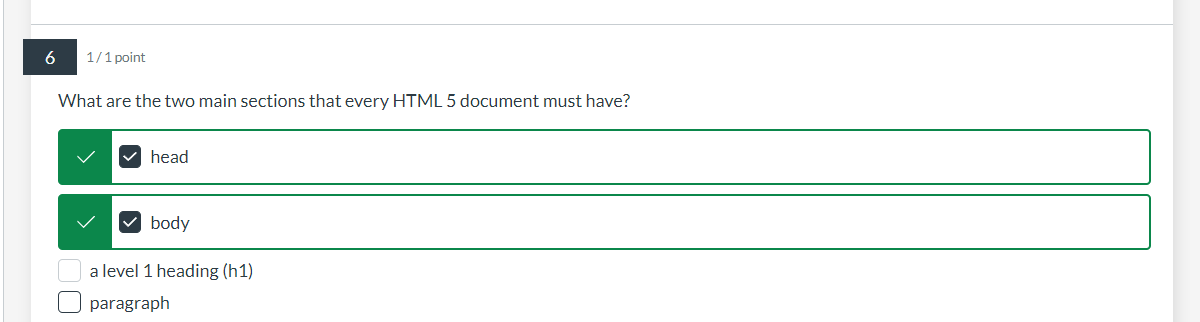 6
1 / 1 point
What are the two main sections that every HTML 5 document must have?
head
body
a level 1 heading (h1)
paragraph